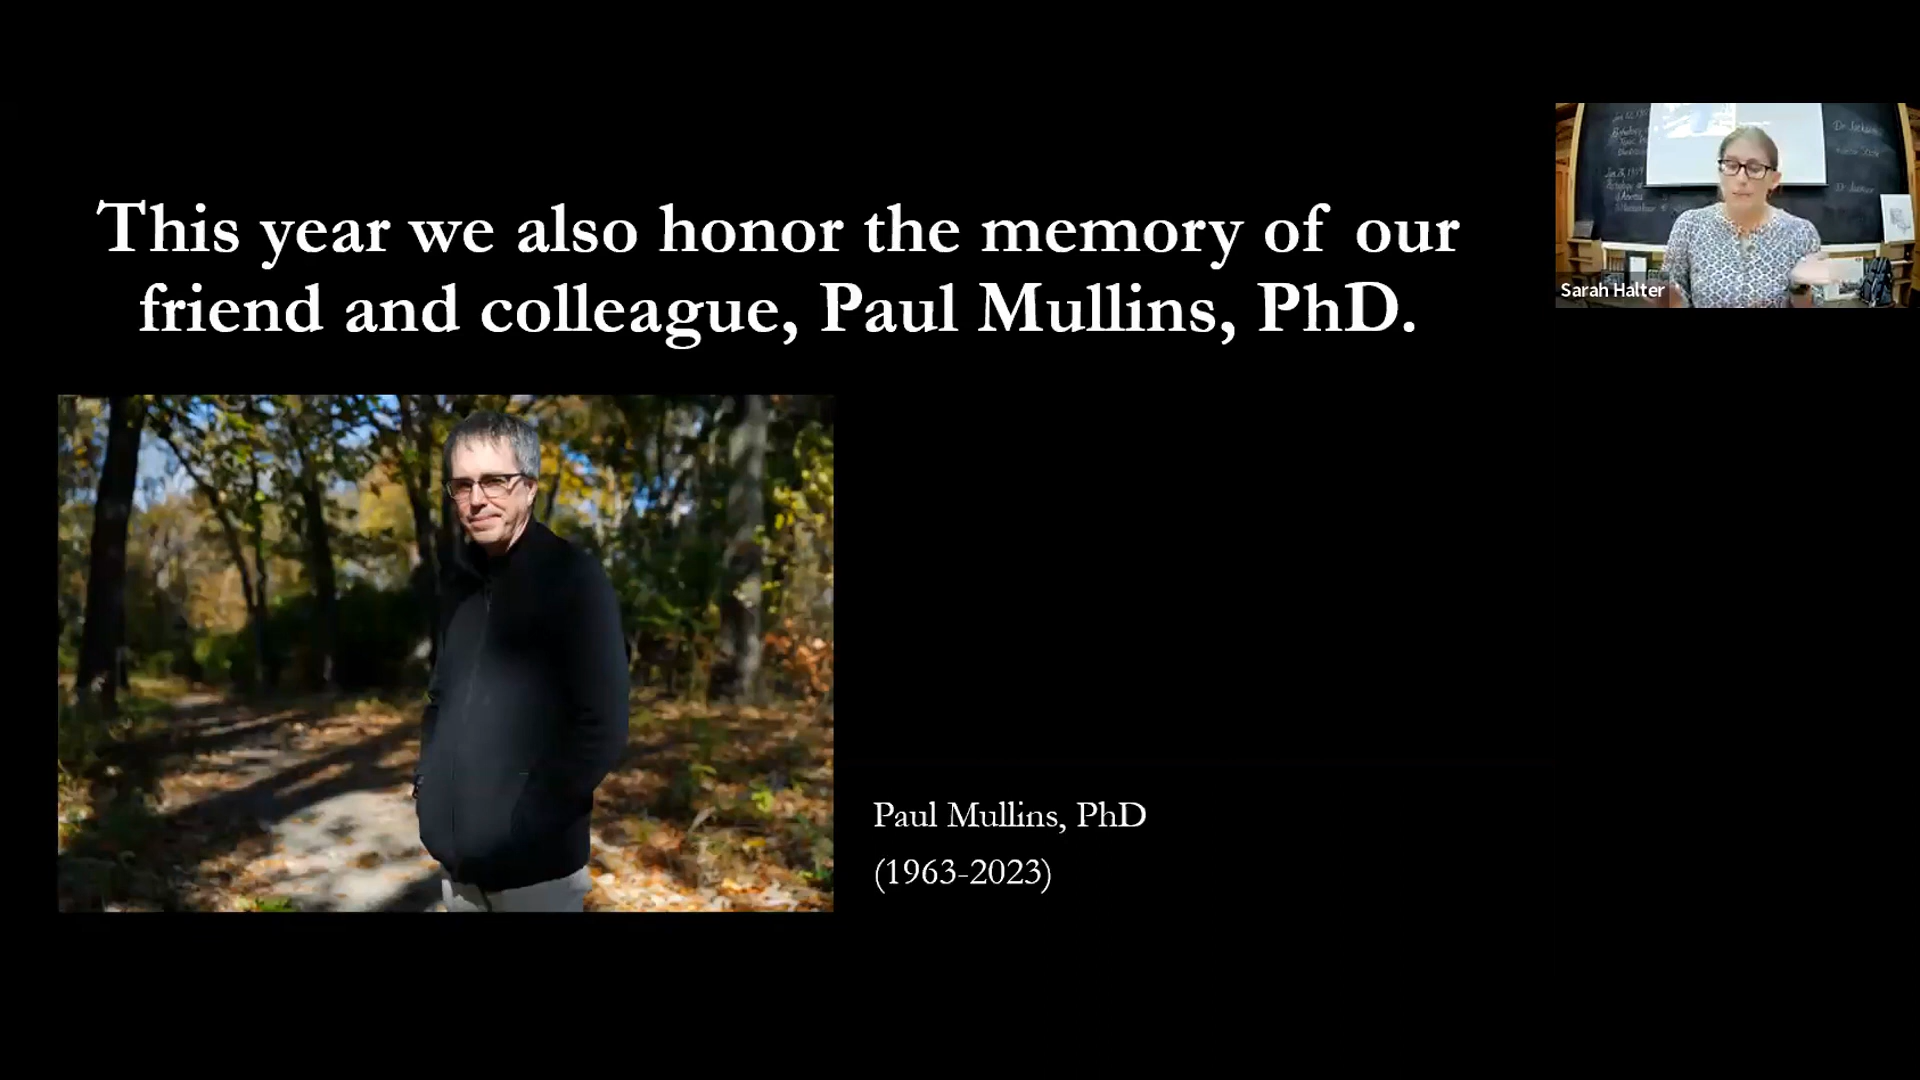 This year we also honor the memory of our
friend and colleague, Paul Mullins, PhD.
Sarah Halter
Paul Mullins, PhD
(1963-2023)